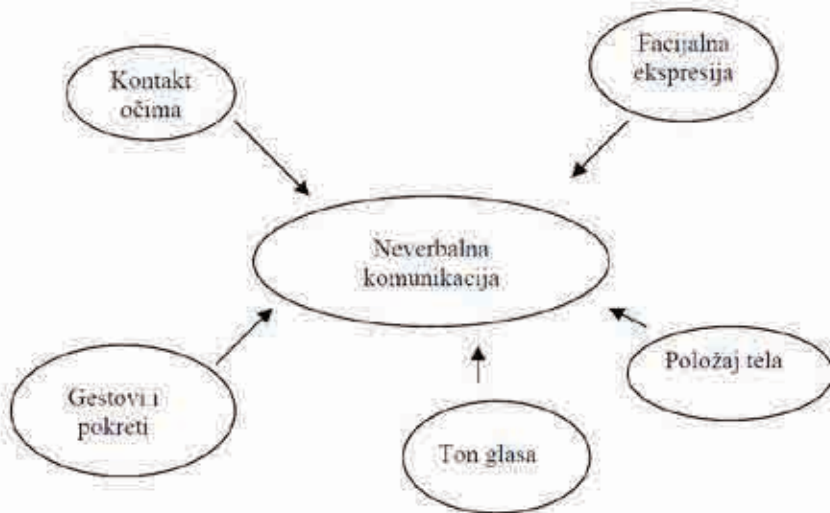 Kontakt
očima
Facijalna
ekspresija
Neverbalna
komunikacija
Gestovi i
pokreti
Ton glasa
Položaj tela